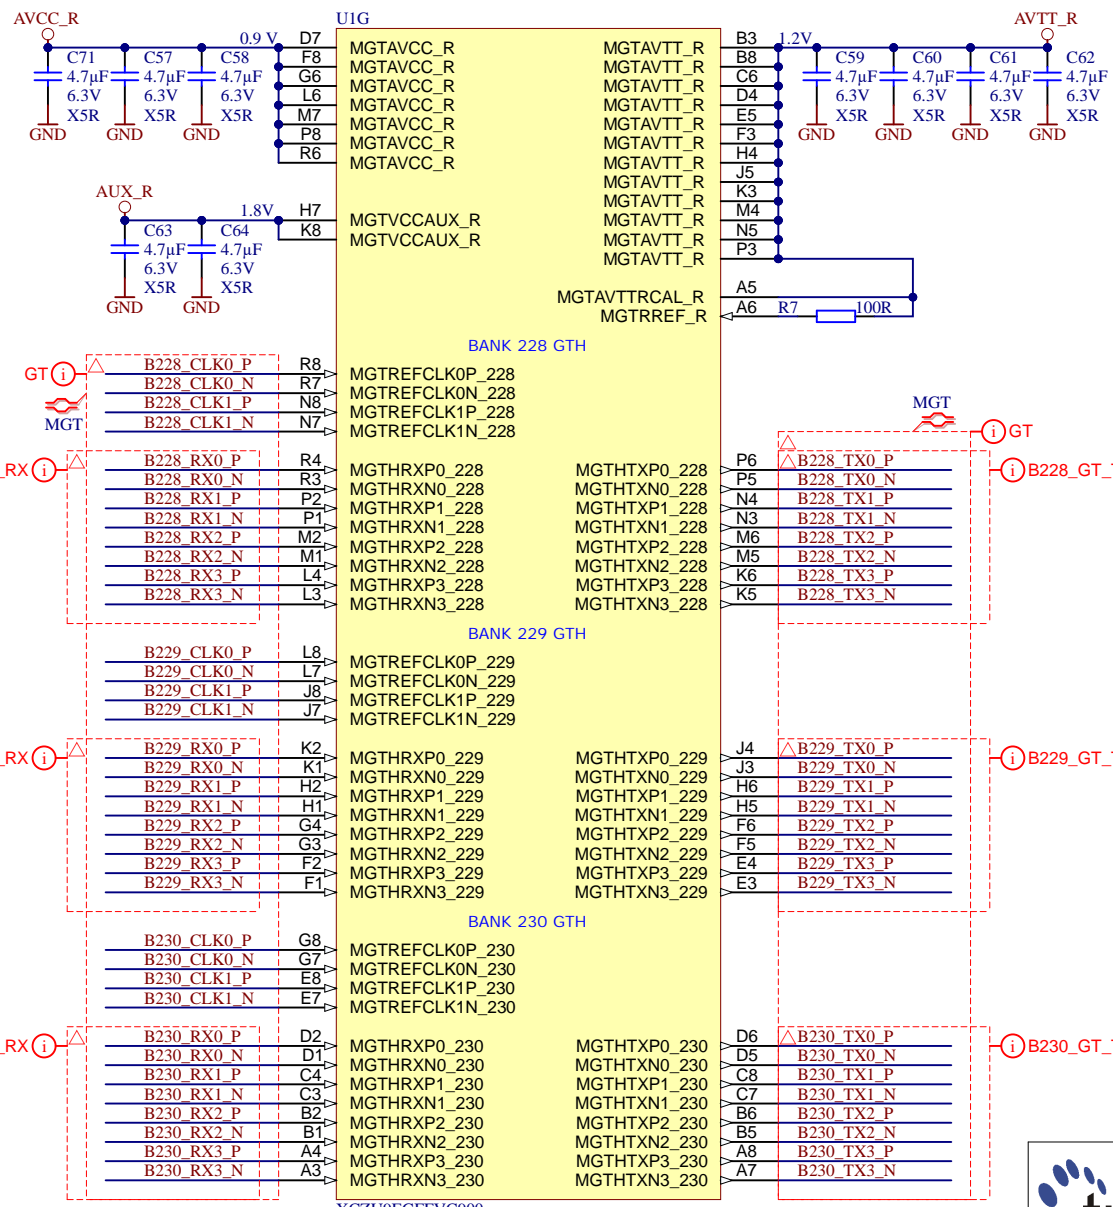 AVCC_R U1G AVTT_R
0.9 V D7 MGTAVCC_R MGTAVTT_R B3 1.2V
C71 C57 C58 F8 MGTAVCC_R MGTAVTT_R B8 C59 C60 C61 C62
4.7µF 4.7µF 4.7µF G6 MGTAVCC_R MGTAVTT_R C6 4.7µF 4.7µF 4.7µF 4.7µF
6.3V 6.3V 6.3V L6 MGTAVCC_R MGTAVTT_R D4 6.3V 6.3V 6.3V 6.3V
X5R X5R X5R M7 MGTAVCC_R MGTAVTT_R E5 X5R X5R X5R X5R
GND GND GND P8 MGTAVCC_R MGTAVTT_R F3 GND GND GND GND
R6 MGTAVCC_R MGTAVTT_R H4
MGTAVTT_R J5
AUX_R MGTAVTT_R K3
1.8V H7 MGTVCCAUX_R MGTAVTT_R M4
C63 C64 K8 MGTVCCAUX_R MGTAVTT_R N5
4.7µF 4.7µF MGTAVTT_R P3
6.3V 6.3V
X5R X5R MGTAVTTRCAL_R A5
GND GND MGTRREF_R A6 R7 100R
BANK 228 GTH
GT B228_CLK0_P R8 MGTREFCLK0P_228
B228_CLK0_N R7 MGTREFCLK0N_228
B228_CLK1_P N8 MGTREFCLK1P_228 MGT
MGT B228_CLK1_N N7 MGTREFCLK1N_228 GT
_RX B228_RX0_P R4 MGTHRXP0_228 MGTHTXP0_228 P6 B228_TX0_P B228_GT_
B228_RX0_N R3 MGTHRXN0_228 MGTHTXN0_228 P5 B228_TX0_N
B228_RX1_P P2 MGTHRXP1_228 MGTHTXP1_228 N4 B228_TX1_P
B228_RX1_N P1 MGTHRXN1_228 MGTHTXN1_228 N3 B228_TX1_N
B228_RX2_P M2 MGTHRXP2_228 MGTHTXP2_228 M6 B228_TX2_P
B228_RX2_N M1 MGTHRXN2_228 MGTHTXN2_228 M5 B228_TX2_N
B228_RX3_P L4 MGTHRXP3_228 MGTHTXP3_228 K6 B228_TX3_P
B228_RX3_N L3 MGTHRXN3_228 MGTHTXN3_228 K5 B228_TX3_N
BANK 229 GTH
B229_CLK0_P L8 MGTREFCLK0P_229
B229_CLK0_N L7 MGTREFCLK0N_229
B229_CLK1_P J8 MGTREFCLK1P_229
B229_CLK1_N J7 MGTREFCLK1N_229
_RX B229_RX0_P K2 MGTHRXP0_229 MGTHTXP0_229 J4 B229_TX0_P B229_GT_
B229_RX0_N K1 MGTHRXN0_229 MGTHTXN0_229 J3 B229_TX0_N
B229_RX1_P H2 MGTHRXP1_229 MGTHTXP1_229 H6 B229_TX1_P
B229_RX1_N H1 MGTHRXN1_229 MGTHTXN1_229 H5 B229_TX1_N
B229_RX2_P G4 MGTHRXP2_229 MGTHTXP2_229 F6 B229_TX2_P
B229_RX2_N G3 MGTHRXN2_229 MGTHTXN2_229 F5 B229_TX2_N
B229_RX3_P F2 MGTHRXP3_229 MGTHTXP3_229 E4 B229_TX3_P
B229_RX3_N F1 MGTHRXN3_229 MGTHTXN3_229 E3 B229_TX3_N
BANK 230 GTH
B230_CLK0_P G8 MGTREFCLK0P_230
B230_CLK0_N G7 MGTREFCLK0N_230
B230_CLK1_P E8 MGTREFCLK1P_230
B230_CLK1_N E7 MGTREFCLK1N_230
_RX B230_RX0_P D2 MGTHRXP0_230 MGTHTXP0_230 D6 B230_TX0_P B230_GT_
B230_RX0_N D1 MGTHRXN0_230 MGTHTXN0_230 D5 B230_TX0_N
B230_RX1_P C4 MGTHRXP1_230 MGTHTXP1_230 C8 B230_TX1_P
B230_RX1_N C3 MGTHRXN1_230 MGTHTXN1_230 C7 B230_TX1_N
B230_RX2_P B2 MGTHRXP2_230 MGTHTXP2_230 B6 B230_TX2_P
B230_RX2_N B1 MGTHRXN2_230 MGTHTXN2_230 B5 B230_TX2_N
B230_RX3_P A4 MGTHRXP3_230 MGTHTXP3_230 A8 B230_TX3_P
B230_RX3_N A3 MGTHRXN3_230 MGTHTXN3_230 A7 B230_TX3_N